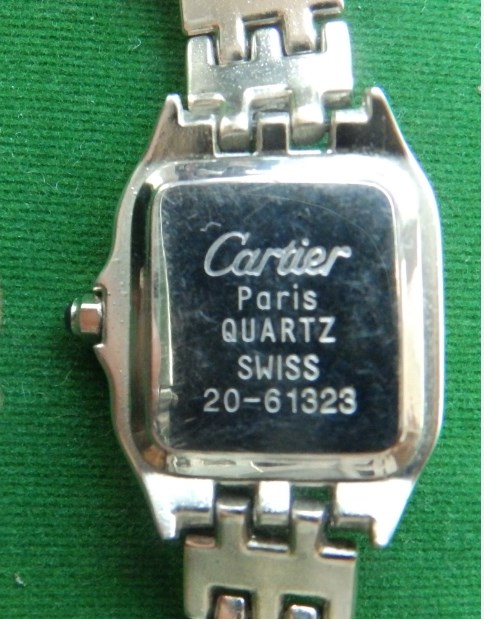 Cartier
Paris
QUARTZ
SWISS
20-61323